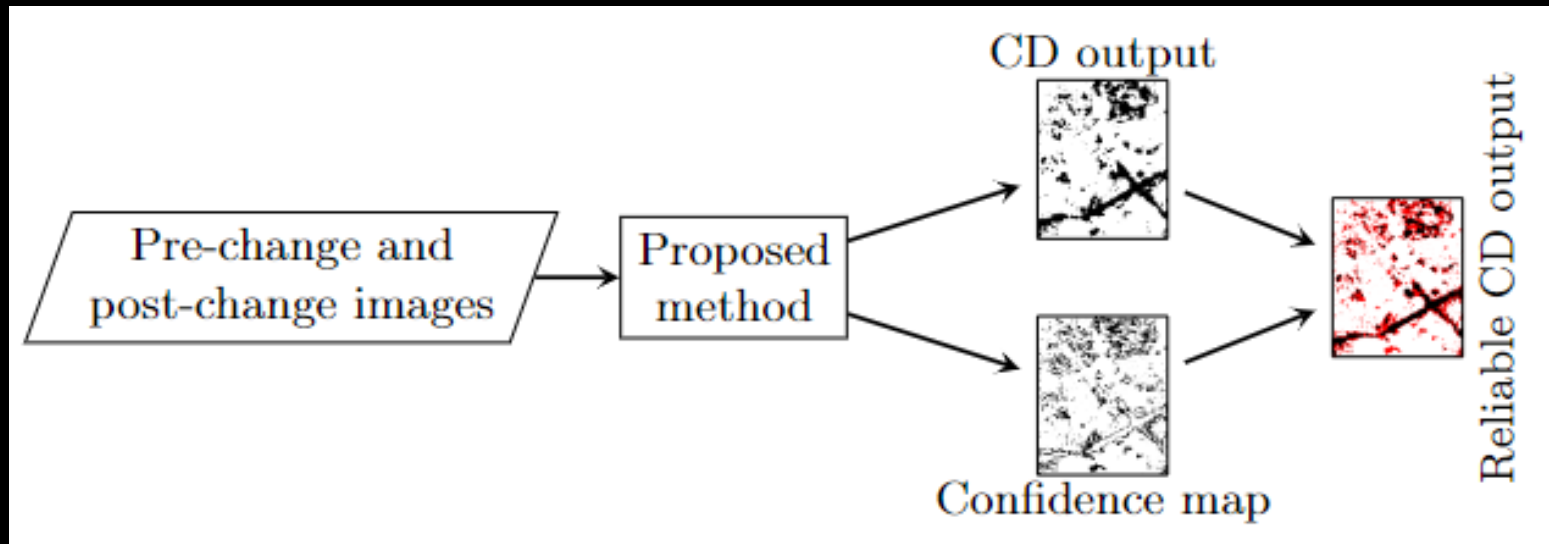 Pre-change and
post-change images
Proposed
method
CD output
Confidence map
Reliable CD output